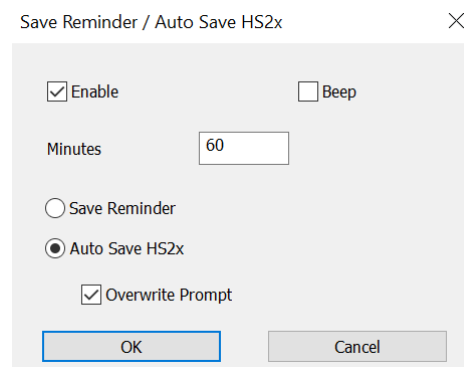 Save Reminder / Auto Save HS2x
Enable Beep
Minutes 60
Save Reminder
Auto Save HS2x
Overwrite Prompt
OK Cancel